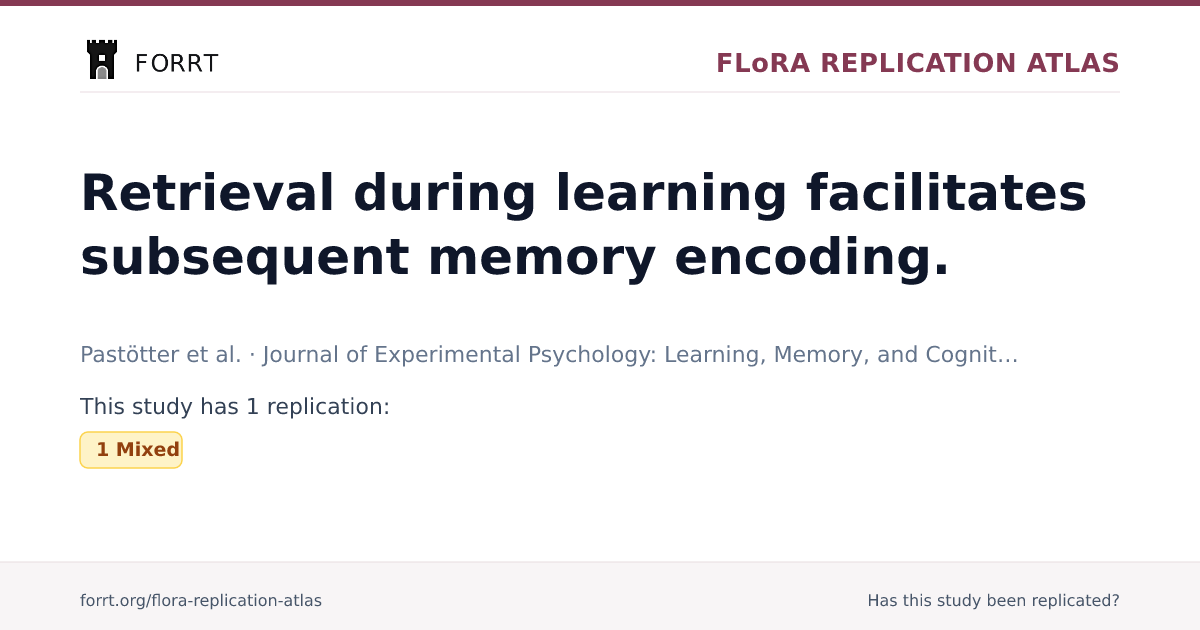 FORRT
FLoRA REPLICATION ATLAS
Retrieval during learning facilitates
subsequent memory encoding.
Pastötter et al. · Journal of Experimental Psychology: Learning, Memory, and Cognit...
This study has 1 replication:
1 Mixed
forrt.org/flora-replication-atlas
Has this study been replicated?